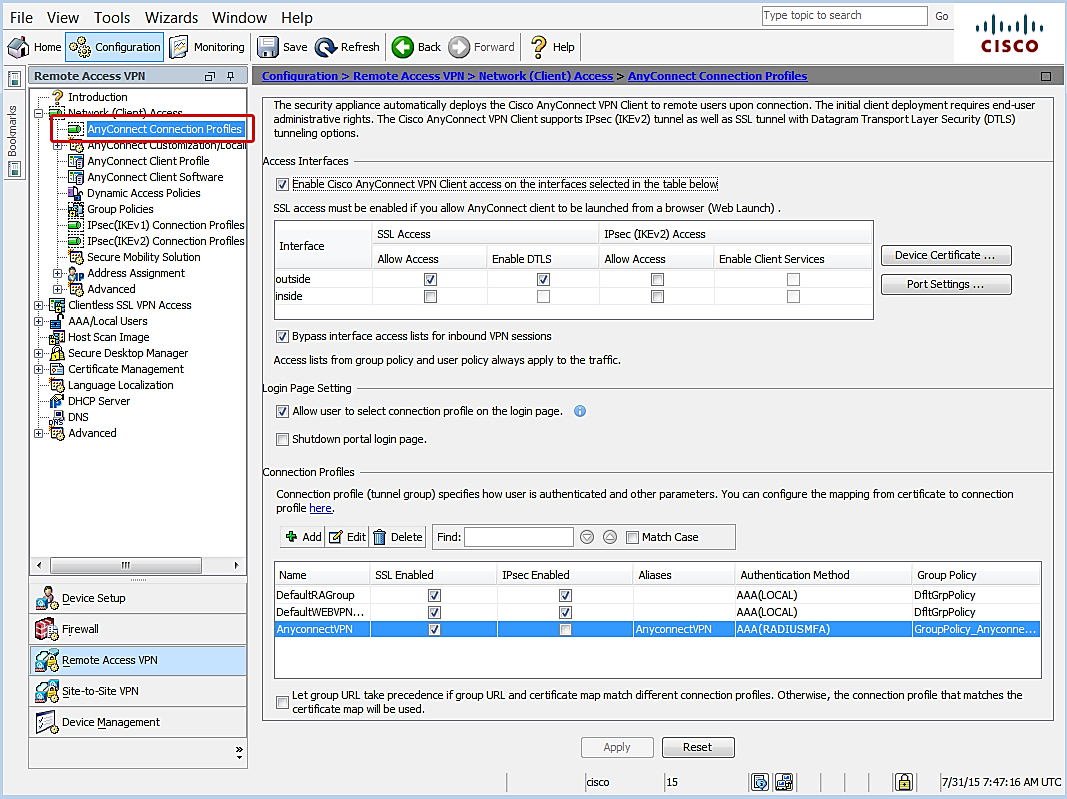 File View Tools Wizards Window Help
Type topic to search Go
CISCO
Home Configuration Monitoring Save Refresh Back Forward Help
Bookmarks
Remote Access VPN
Introduction
Network (Client) Access
AnyConnect Connection Profiles
AnyConnect Customization/Locali
AnyConnect Client Profile
AnyConnect Client Software
Dynamic Access Policies
Group Policies
IPsec(IKEv1) Connection Profiles
IPsec(IKEv2) Connection Profiles
Secure Mobility Solution
Address Assignment
Advanced
Clientless SSL VPN Access
AAA/Local Users
Host Scan Image
Secure Desktop Manager
Certificate Management
Language Localization
DHCP Server
DNS
DNS
Advanced
Device Setup
Firewall
Remote Access VPN
Site-to-Site VPN
Device Management
Configuration > Remote Access VPN > Network (Client) Access > AnyConnect Connection Profiles
The security appliance automatically deploys the Cisco AnyConnect VPN Client to remote users upon connection. The initial client deployment requires end-user
administrative rights. The Cisco AnyConnect VPN Client supports IPsec (IKEv2) tunnel as well as SSL tunnel with Datagram Transport Layer Security (DTLS)
tunneling options.
Access Interfaces
Enable Cisco AnyConnect VPN Client access on the interfaces selected in the table below
SSL access must be enabled if you allow AnyConnect client to be launched from a browser (Web Launch) .
Interface SSL Access IPsec (IKEv2) Access
Allow Access Enable DTLS Allow Access Enable Client Services
outside
inside
Device Certificate ...
Port Settings ...
Bypass interface access lists for inbound VPN sessions
Access lists from group policy and user policy always apply to the traffic.
Login Page Setting
Allow user to select connection profile on the login page.
Shutdown portal login page.
Connection Profiles
Connection profile (tunnel group) specifies how user is authenticated and other parameters. You can configure the mapping from certificate to connection
profile here.
Add Edit Delete Find: Match Case
Name SSL Enabled IPsec Enabled Aliases Authentication Method Group Policy
DefaultRAGroup AAA(LOCAL) DfltGrpPolicy
DefaultWEBVPN... AAA(LOCAL) DfltGrpPolicy
AnyconnectVPN AnyconnectVPN AAA(RADIUSMFA) GroupPolicy_Anyconne...
Let group URL take precedence if group URL and certificate map match different connection profiles. Otherwise, the connection profile that matches the
certificate map will be used.
Apply Reset
cisco 15 7/31/15 7:47:16 AM UTC